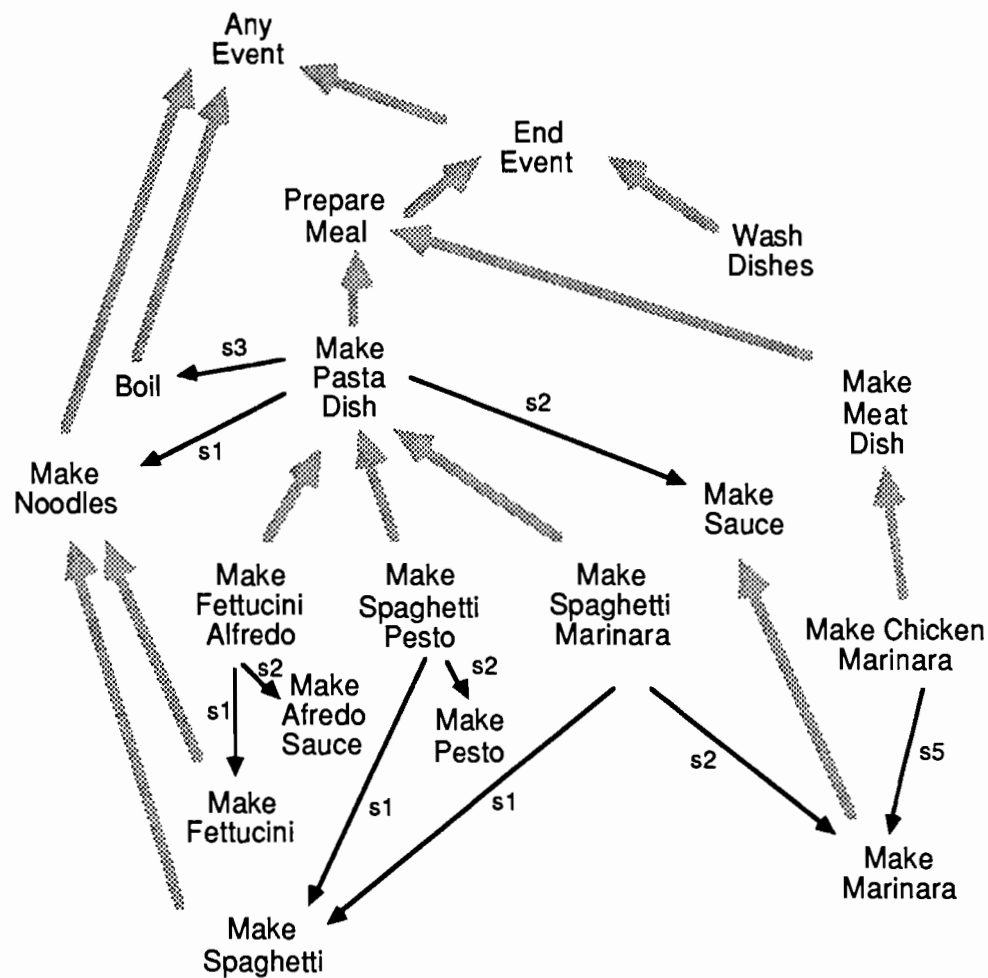 Any
Event
End
Event
Prepare
Meal
Wash
Dishes
s3
Make
Pasta
Dish
Boil
s2
Make
Meat
Dish
s1
Make
Noodles
Make
Sauce
Make
Fettucini
Alfredo
Make
Spaghetti
Pesto
Make
Spaghetti
Marinara
Make Chicken
Marinara
s2
s2
Make
Afredo
Sauce
s1
Make
Pesto
s2
s5
s1
s1
Make
Fettucini
Make
Marinara
Make
Spaghetti